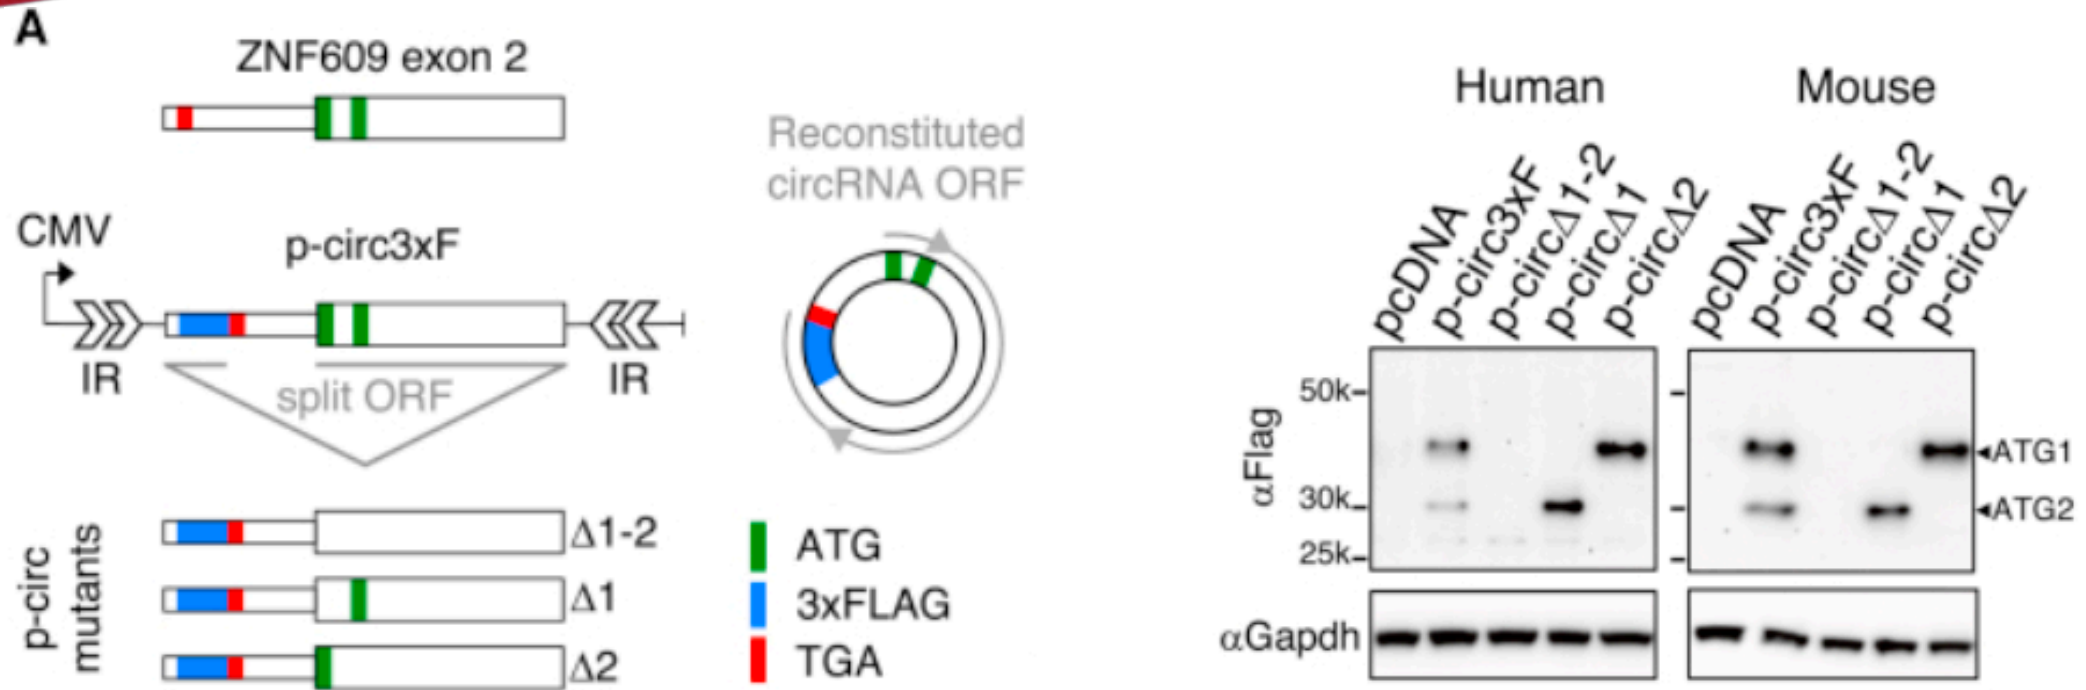 A
ZNF609 exon 2
CMV
p-circ3xF
IR
split ORF
IR
Reconstituted
circRNA ORF
p-circ
mutants
Δ1-2
Δ1
Δ2
ATG
3xFLAG
TGA
Human
Mouse
pcDNA
p-circ3xF
p-circΔ1-2
p-circΔ1
p-circΔ2
pcDNA
p-circ3xF
p-circΔ1-2
p-circΔ1
p-circΔ2
αFlag
50k
30k
25k
ATG1
ATG2
αGapdh